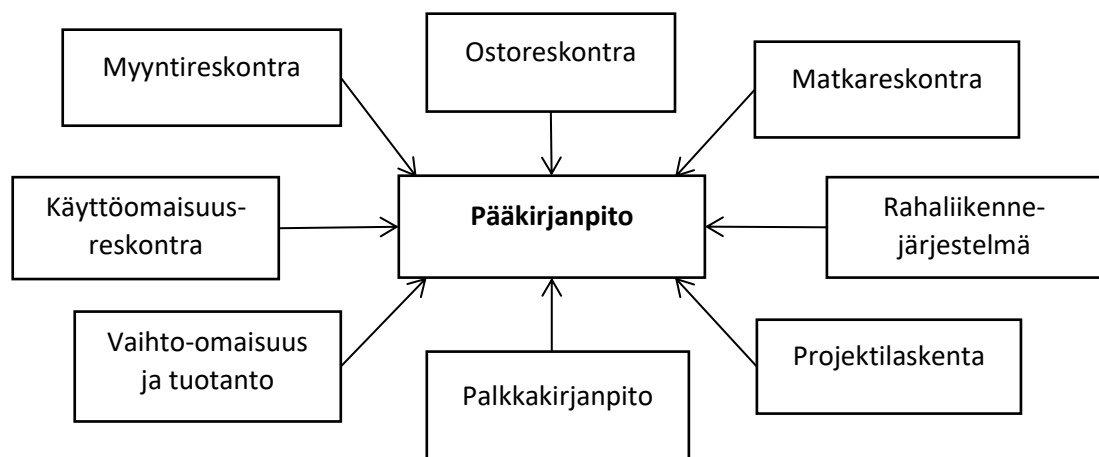 Myyntireskontra
Ostoreskontra
Matkareskontra
Käyttöomaisuus-
reskontra
Pääkirjanpito
Rahaliikenne-
järjestelmä
Vaihto-omaisuus
ja tuotanto
Palkkakirjanpito
Projektilaskenta